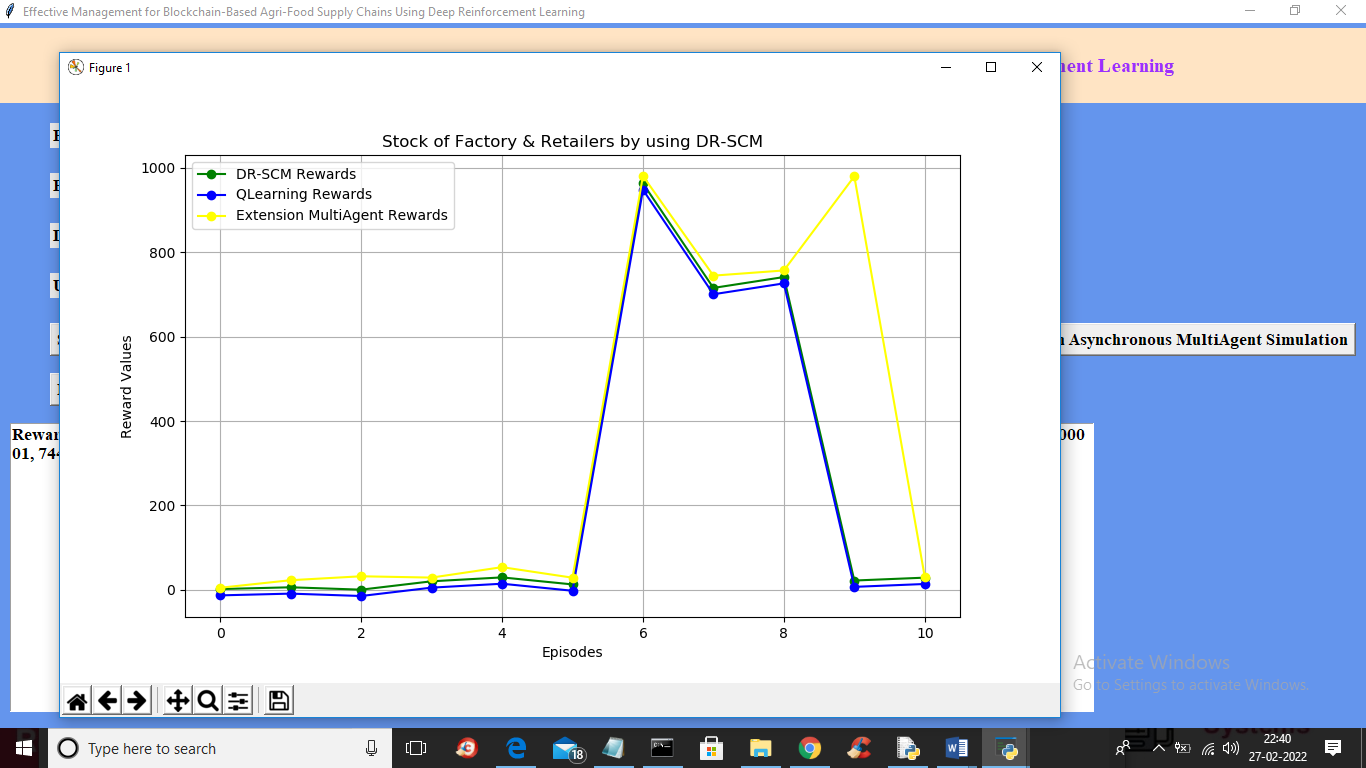 Effective Management for Blockchain-Based Agri-Food Supply Chains Using Deep Reinforcement Learning
Figure 1
Learning
Stock of Factory & Retailers by using DR-SCM
DR-SCM Rewards
QLearning Rewards
Extension MultiAgent Rewards
1000
800
600
400
200
0
Reward Values
0 2 4 6 8 10
Episodes
Asynchronous MultiAgent Simulation
000
01, 744
Activate Windows
Go to Settings to activate Windows.
Type here to search
18
Systems
22:40
27-02-2022